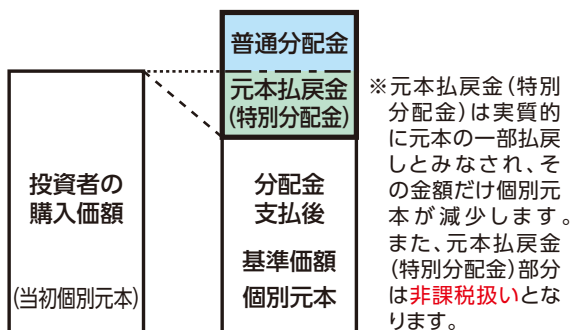 普通分配金
元本払戻金
(特別分配金)
投資者の
購入価額
(当初個別元本)
分配金
支払後
基準価額
個別元本
※元本払戻金(特別
分配金)は実質的
に元本の一部払戻
しとみなされ、そ
の金額だけ個別元
本が減少します。
また、元本払戻金
(特別分配金)部分
は非課税扱いとな
ります。